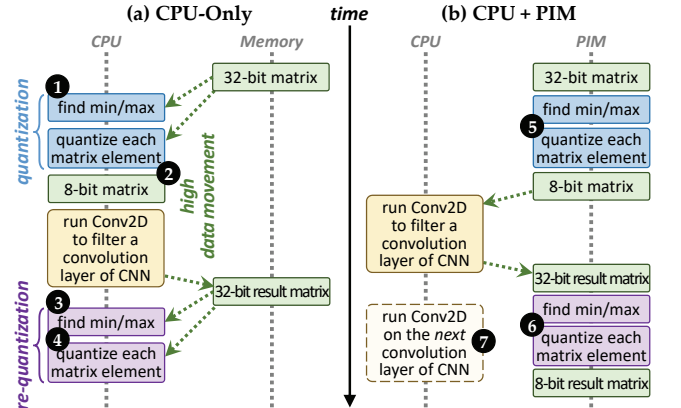 (a) CPU-Only
time
(b) CPU + PIM
CPU
Memory
CPU
PIM
quantization
1
find min/max
quantize each
matrix element
2
8-bit matrix
32-bit matrix
high
data movement
run Conv2D
to filter a
convolution
layer of CNN
32-bit result matrix
re-quantization
3
find min/max
4
quantize each
matrix element
32-bit matrix
find min/max
5
quantize each
matrix element
8-bit matrix
run Conv2D
to filter a
convolution
layer of CNN
32-bit result matrix
find min/max
6
quantize each
matrix element
8-bit result matrix
run Conv2D
on the next
convolution
layer of CNN
7